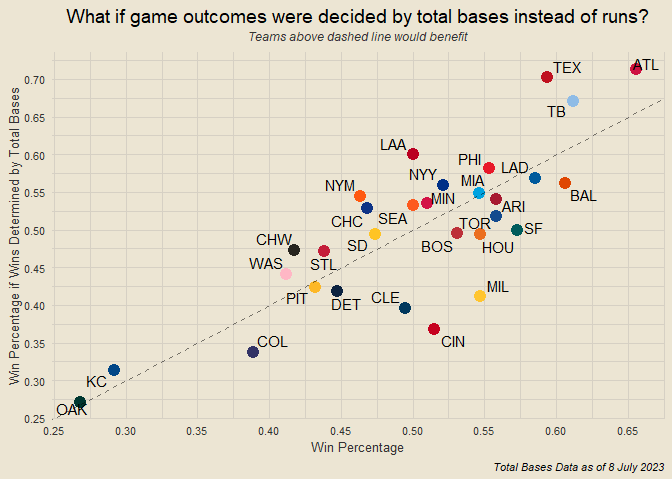 What if game outcomes were decided by total bases instead of runs?
Teams above dashed line would benefit
Win Percentage if Wins Determined by Total Bases
0.70
0.65
0.60
0.55
0.50
0.45
0.40
0.35
0.30
0.25
ATL
TEX
TB
LAA
PHI
LAD
NYY
MIA
NYM
BAL
MIN
ARI
CHC
SEA
TOR
SF
CHW
SD
BOS
HOU
WAS
STL
PIT
DET
CLE
MIL
COL
CIN
KC
OAK
0.25
0.30
0.35
0.40
0.45
0.50
0.55
0.60
0.65
Win Percentage
Total Bases Data as of 8 July 2023